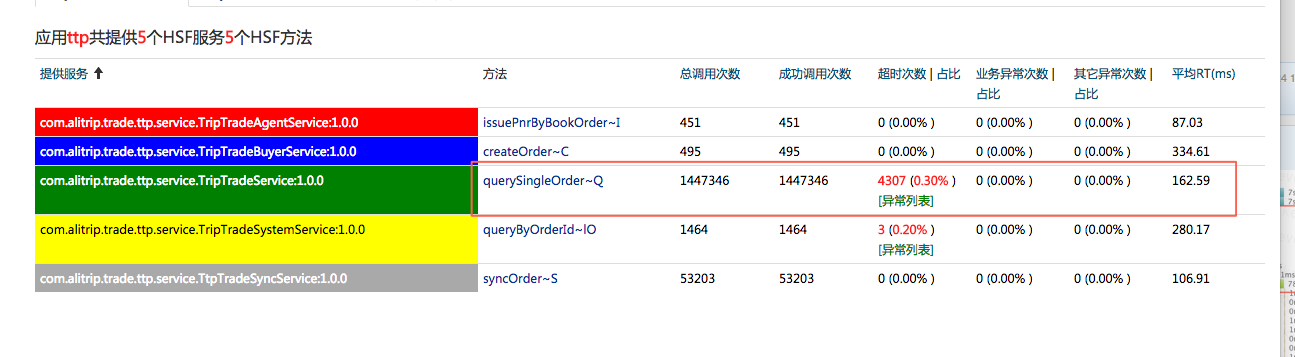 应用ttp共提供5个HSF服务5个HSF方法
提供服务 方法 总调用次数 成功调用次数 超时次数 | 占比 业务异常次数 | 占比 其它异常次数 | 占比 平均RT(ms)
com.alitrip.trade.ttp.service.TripTradeAgentService:1.0.0 issuePnrByBookOrder~I 451 451 0 (0.00% ) 0 (0.00% ) 0 (0.00% ) 87.03
com.alitrip.trade.ttp.service.TripTradeBuyerService:1.0.0 createOrder~C 495 495 0 (0.00% ) 0 (0.00% ) 0 (0.00% ) 334.61
com.alitrip.trade.ttp.service.TripTradeService:1.0.0 querySingleOrder~Q 1447346 1447346 4307 (0.30% ) 0 (0.00% ) 0 (0.00% ) 162.59
[异常列表]
com.alitrip.trade.ttp.service.TripTradeSystemService:1.0.0 queryByOrderId~lO 1464 1464 3 (0.20% ) 0 (0.00% ) 0 (0.00% ) 280.17
[异常列表]
com.alitrip.trade.ttp.service.TtpTradeSyncService:1.0.0 syncOrder~S 53203 53203 0 (0.00% ) 0 (0.00% ) 0 (0.00% ) 106.91